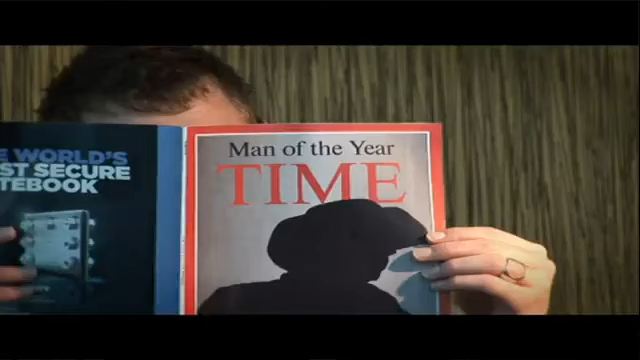 E WORLD'S
ST SECURE
TEBOOK
Man of the Year
TIME